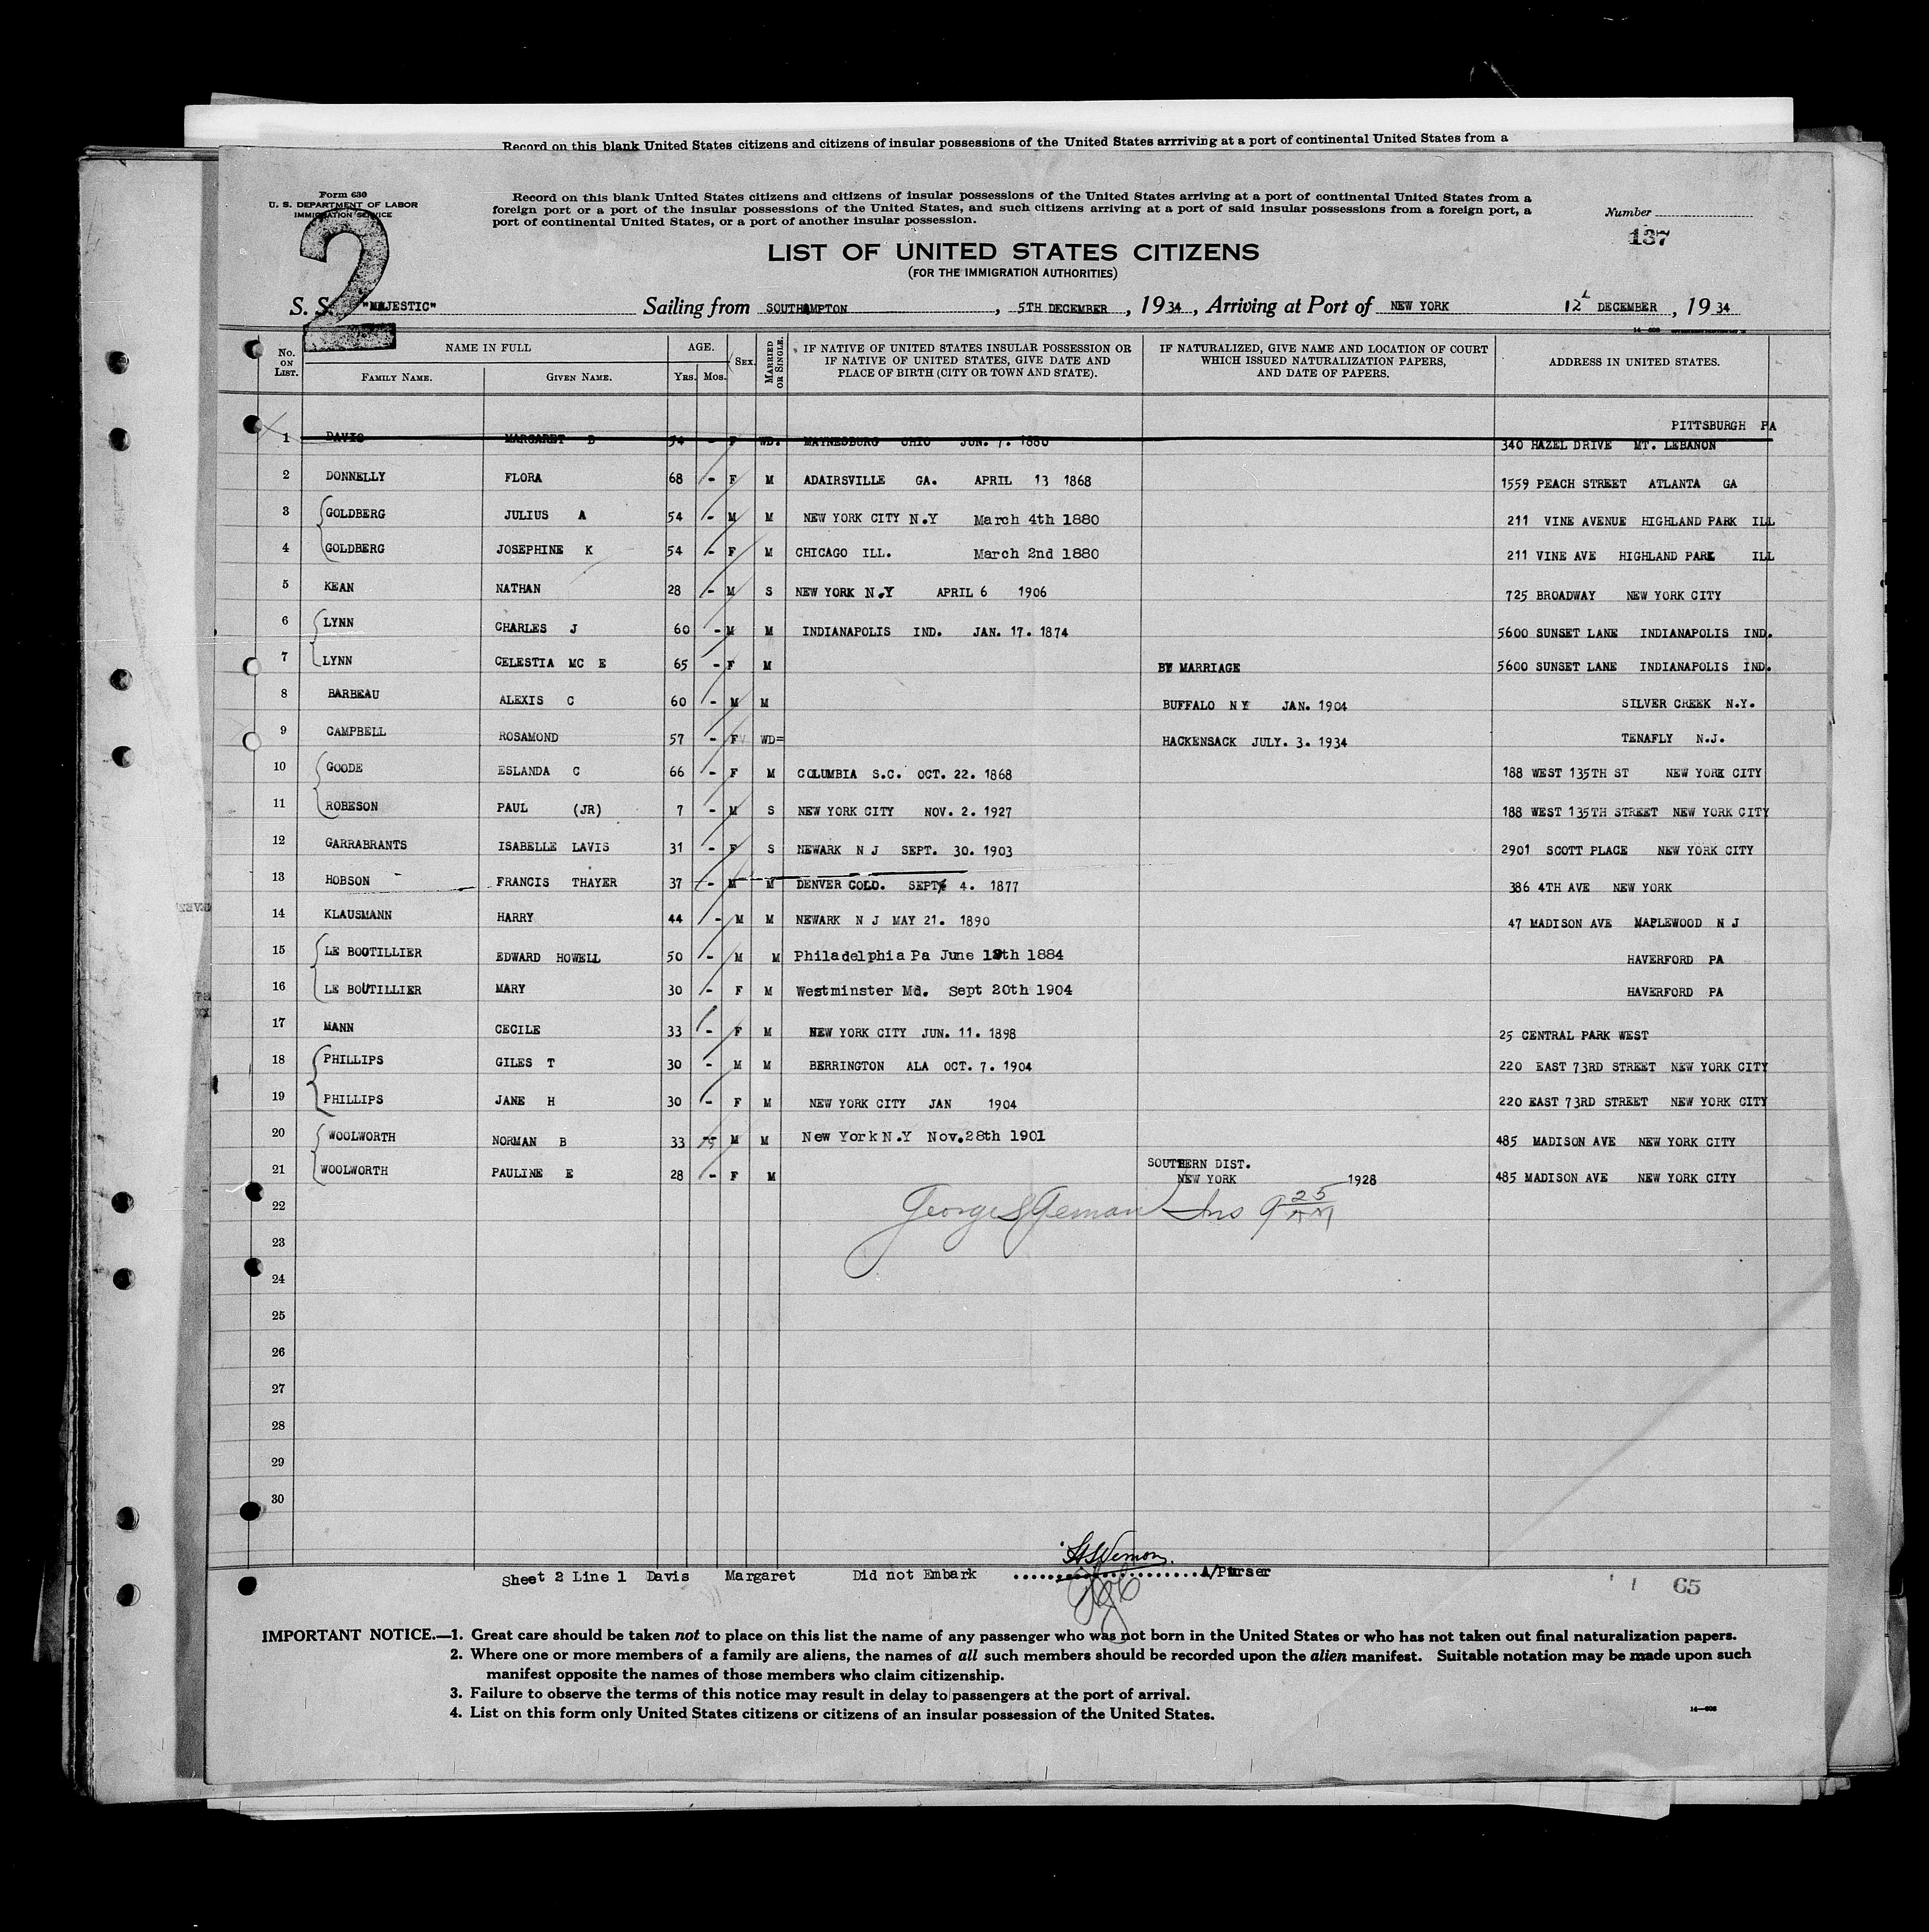 Record on this blank United States citizens and citizens of insular possessions of the United States arrriving at a port of continental United States from a
Form 630
U. S. DEPARTMENT OF LABOR
IMMIGRATION SERVICE
2
Record on this blank United States citizens and citizens of insular possessions of the United States arriving at a port of continental United States from a
foreign port or a port of the insular possessions of the United States, and such citizens arriving at a port of said insular possessions from a foreign port, a
port of continental United States, or a port of another insular possession.
Number
137
LIST OF UNITED STATES CITIZENS
(FOR THE IMMIGRATION AUTHORITIES)
S. S. "MAJESTIC" Sailing from SOUTHAMPTON, 5TH DECEMBER, 1934, Arriving at Port of NEW YORK 12 DECEMBER, 1934
No. ON LIST. NAME IN FULL AGE. SEX. MARRIED OR SINGLE. IF NATIVE OF UNITED STATES INSULAR POSSESSION OR IF NATIVE OF UNITED STATES, GIVE DATE AND PLACE OF BIRTH (CITY OR TOWN AND STATE). IF NATURALIZED, GIVE NAME AND LOCATION OF COURT WHICH ISSUED NATURALIZATION PAPERS, AND DATE OF PAPERS. ADDRESS IN UNITED STATES.
FAMILY NAME. GIVEN NAME. YRS. MOS.
PITTSBURGH PA
1 DAVIS MARGARET D 54 - F WD. WAYNESBURG OHIO JUN. 7. 1880 340 HAZEL DRIVE MT. LEBANON
2 DONNELLY FLORA 68 - F M ADAIRSVILLE GA. APRIL 13 1868 1559 PEACH STREET ATLANTA GA
3 GOLDBERG JULIUS A 54 - M M NEW YORK CITY N.Y March 4th 1880 211 VINE AVENUE HIGHLAND PARK ILL
4 GOLDBERG JOSEPHINE K 54 - F M CHICAGO ILL. March 2nd 1880 211 VINE AVE HIGHLAND PARK ILL
5 KEAN NATHAN 28 - M S NEW YORK N.Y APRIL 6 1906 725 BROADWAY NEW YORK CITY
6 LYNN CHARLES J 60 - M M INDIANAPOLIS IND. JAN. 17. 1874 5600 SUNSET LANE INDIANAPOLIS IND.
7 LYNN CELESTIA MC E 65 - F M BY MARRIAGE 5600 SUNSET LANE INDIANAPOLIS IND.
8 BARBEAU ALEXIS C 60 - M M BUFFALO N Y JAN. 1904 SILVER CREEK N.Y.
9 CAMPBELL ROSAMOND 57 - F WD= HACKENSACK JULY. 3. 1934 TENAFLY N.J.
10 GOODE ESLANDA C 66 - F M COLUMBIA S.C. OCT. 22. 1868 188 WEST 135TH ST NEW YORK CITY
11 ROBESON PAUL (JR) 7 - M S NEW YORK CITY NOV. 2. 1927 188 WEST 135TH STREET NEW YORK CITY
12 GARRABRANTS ISABELLE LAVIS 31 - F S NEWARK N J SEPT. 30. 1903 2901 SCOTT PLACE NEW YORK CITY
13 HOBSON FRANCIS THAYER 37 - M M DENVER COLO. SEPT 4. 1877 386 4TH AVE NEW YORK
14 KLAUSMANN HARRY 44 - M M NEWARK N J MAY 21. 1890 47 MADISON AVE MAPLEWOOD N J
15 LE BOUTILLIER EDWARD HOWELL 50 - M M Philadelphia Pa June 1884 HAVERFORD PA
16 LE BOUTILLIER MARY 30 - F M Westminster Md. Sept 20th 1904 HAVERFORD PA
17 MANN CECILE 33 - F M NEW YORK CITY JUN. 11. 1898 25 CENTRAL PARK WEST
18 PHILLIPS GILES T 30 - M M BERRINGTON ALA OCT. 7. 1904 220 EAST 73RD STREET NEW YORK CITY
19 PHILLIPS JANE H 30 - F M NEW YORK CITY JAN 1904 220 EAST 73RD STREET NEW YORK CITY
20 WOOLWORTH NORMAN B 33 M M New York N.Y Nov.28th 1901 485 MADISON AVE NEW YORK CITY
21 WOOLWORTH PAULINE E 28 - F M SOUTHERN DIST. NEW YORK 1928 485 MADISON AVE NEW YORK CITY
22 George Ins 9 25 AM
23
24
25
26
27
28
29
30
Sheet 2 Line 1 Davis Margaret Did not Embark A/Purser
65
IMPORTANT NOTICE.—1. Great care should be taken not to place on this list the name of any passenger who was not born in the United States or who has not taken out final naturalization papers.
2. Where one or more members of a family are aliens, the names of all such members should be recorded upon the alien manifest. Suitable notation may be made upon such
manifest opposite the names of those members who claim citizenship.
3. Failure to observe the terms of this notice may result in delay to passengers at the port of arrival.
4. List on this form only United States citizens or citizens of an insular possession of the United States.